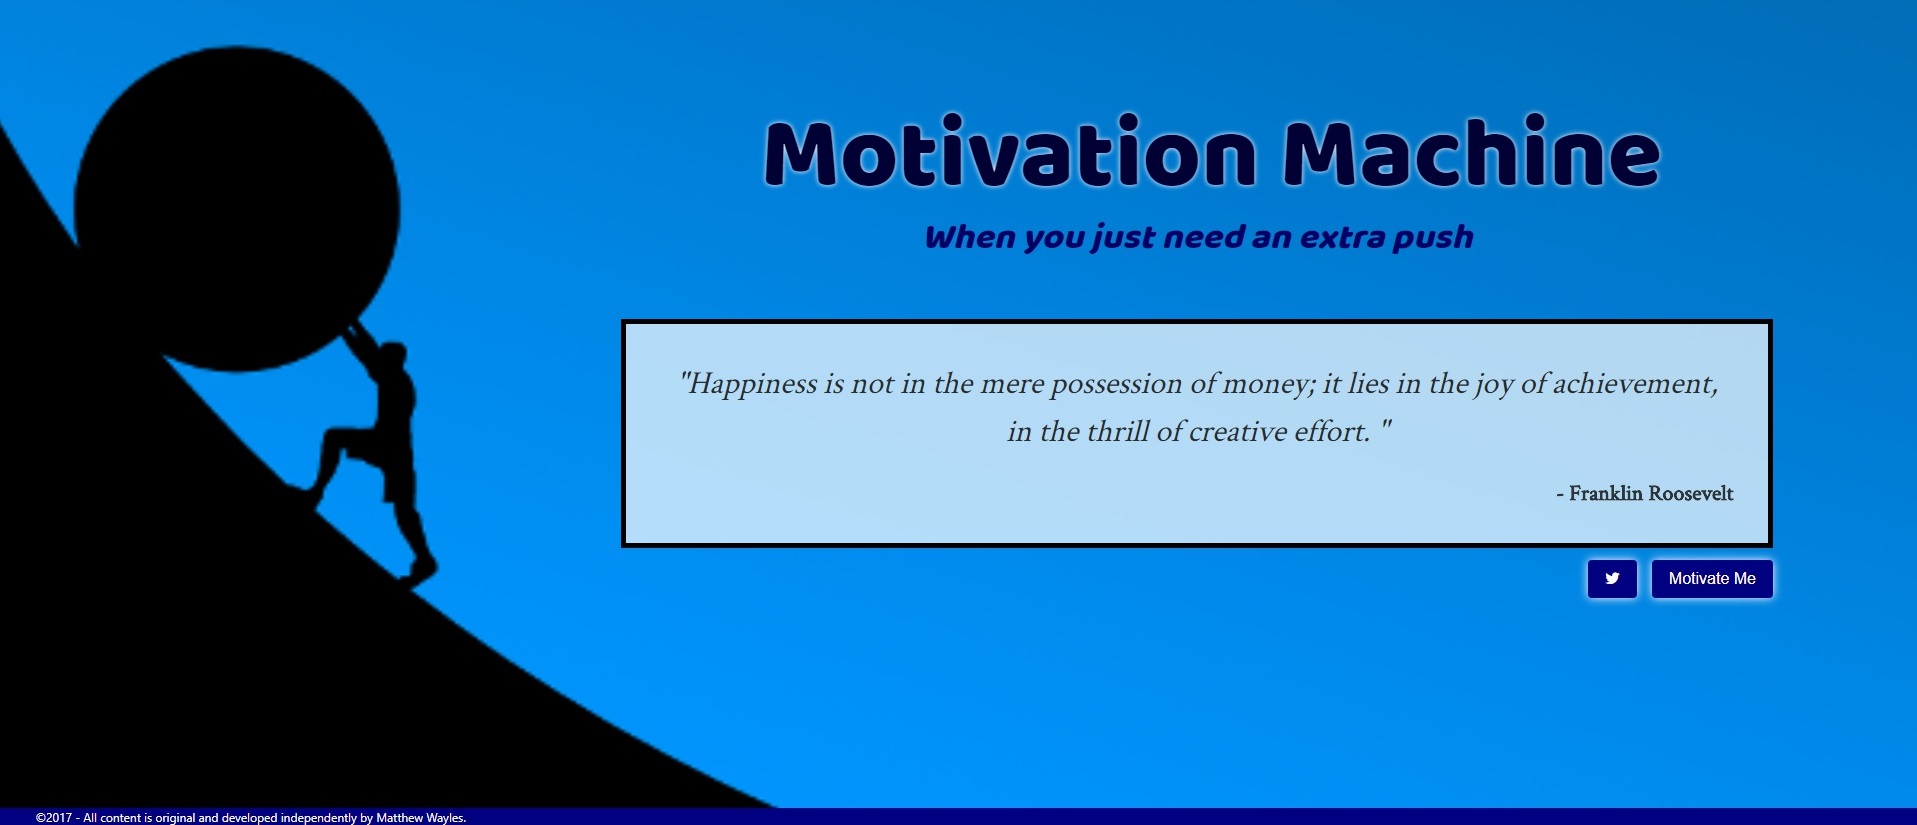 Motivation Machine
When you just need an extra push
"Happiness is not in the mere possession of money; it lies in the joy of achievement,
in the thrill of creative effort. "
- Franklin Roosevelt
Motivate Me
©2017 - All content is original and developed independently by Matthew Wayles.